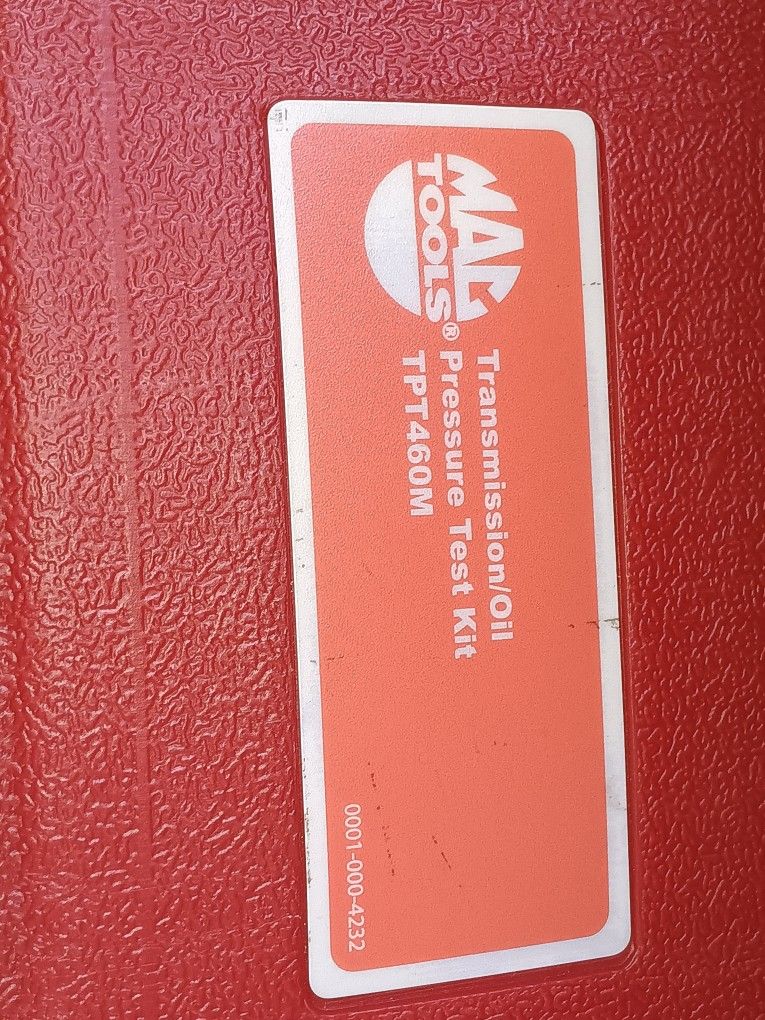 MAC
TOOLS®
Transmission/Oil
Pressure Test Kit
TPT460M
0001-000-4232